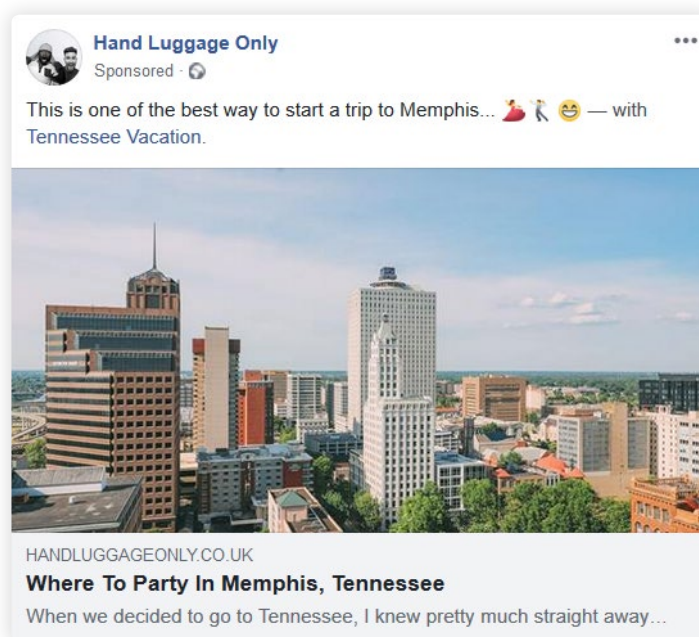 Hand Luggage Only
Sponsored ·
This is one of the best way to start a trip to Memphis... 💃🕺😁 — with
Tennessee Vacation.
HANDLUGGAGEONLY.CO.UK
Where To Party In Memphis, Tennessee
When we decided to go to Tennessee, I knew pretty much straight away...